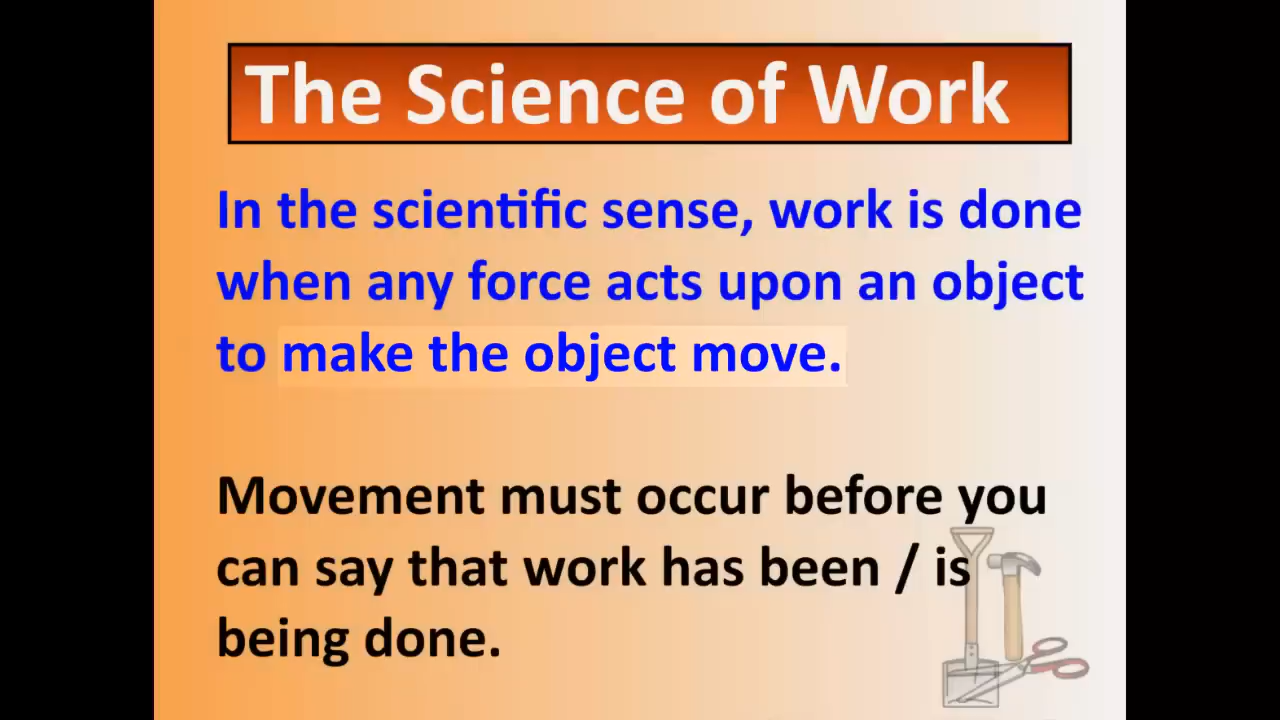 The Science of Work
In the scientific sense, work is done
when any force acts upon an object
to make the object move.
Movement must occur before you
can say that work has been / is
being done.